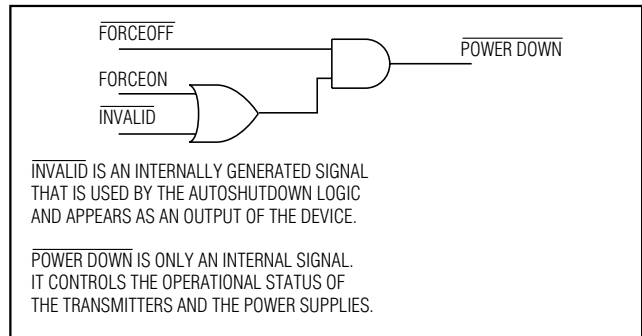 FORCEOFF
POWER DOWN
FORCEON
INVALID
INVALID IS AN INTERNALLY GENERATED SIGNAL
THAT IS USED BY THE AUTOSHUTDOWN LOGIC
AND APPEARS AS AN OUTPUT OF THE DEVICE.
POWER DOWN IS ONLY AN INTERNAL SIGNAL.
IT CONTROLS THE OPERATIONAL STATUS OF
THE TRANSMITTERS AND THE POWER SUPPLIES.